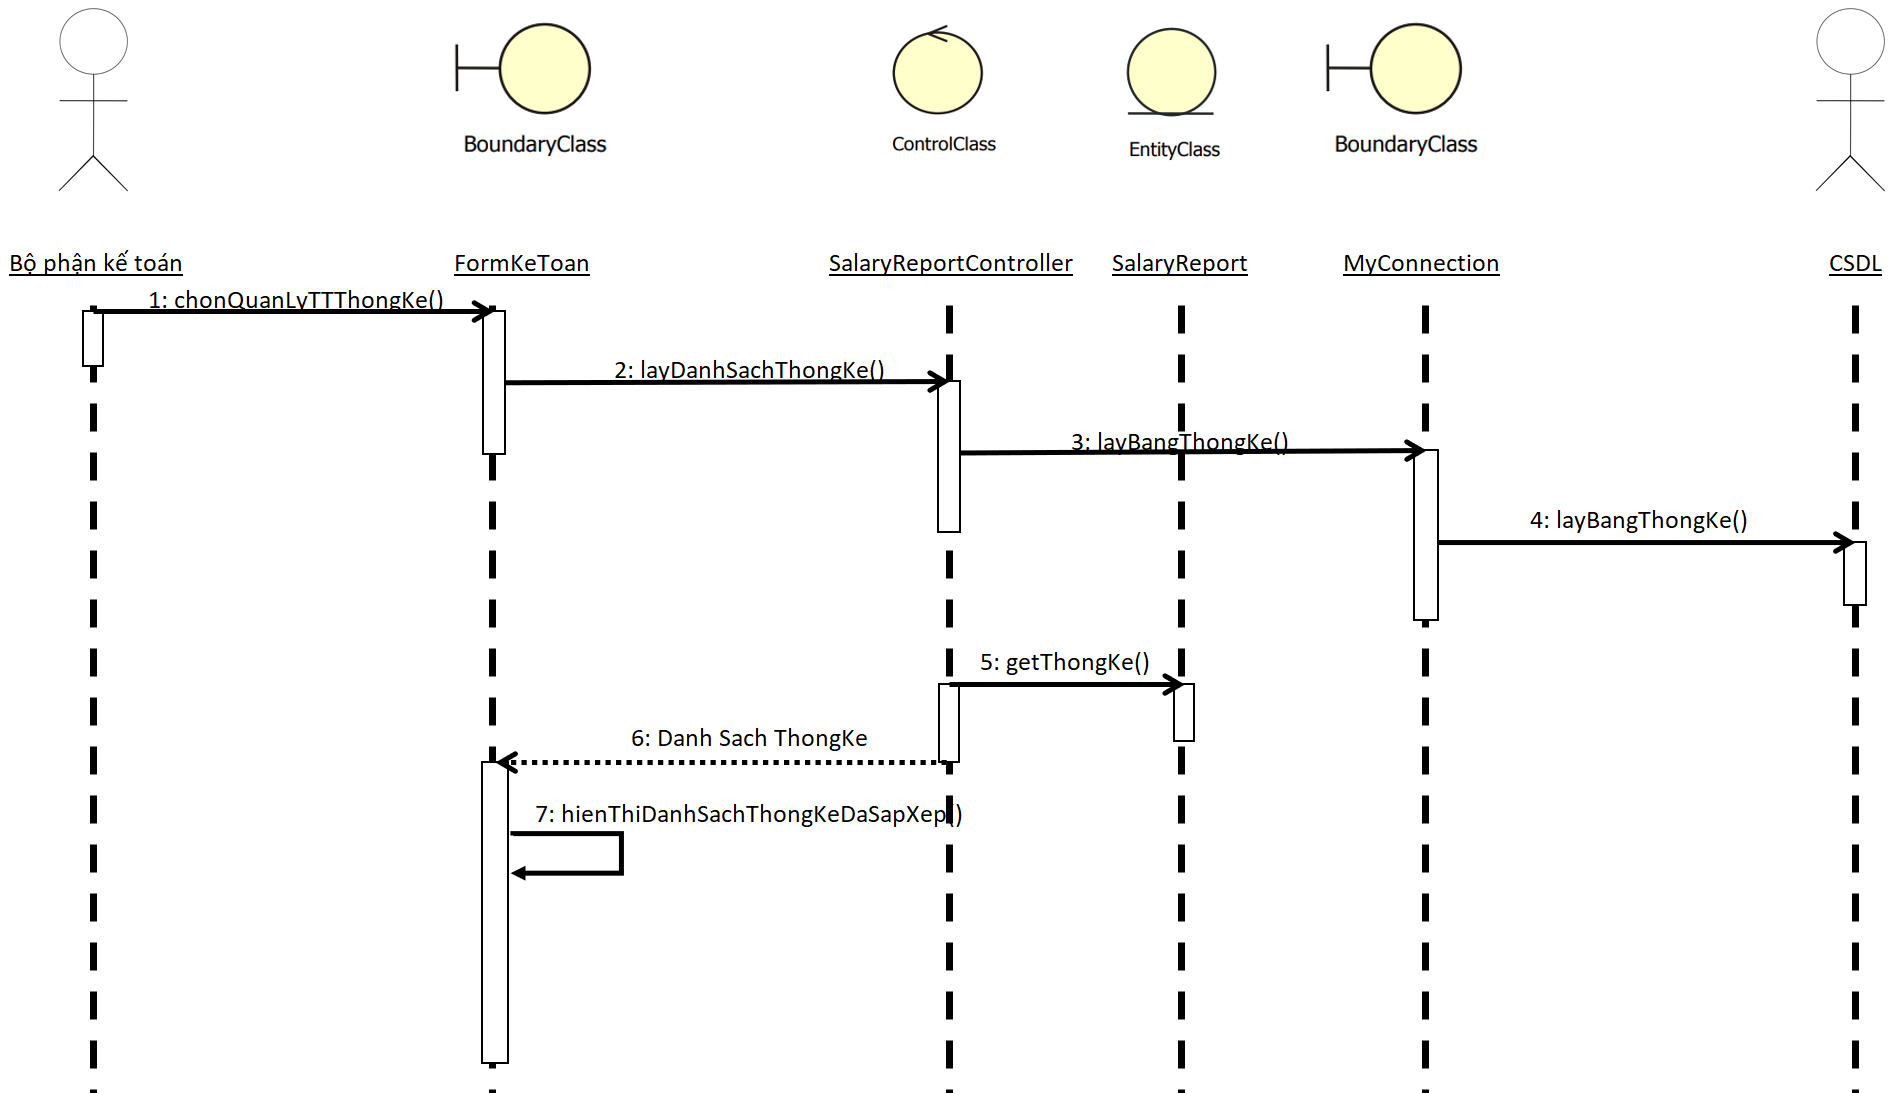 BoundaryClass
ControlClass
EntityClass
BoundaryClass
Bộ phận kế toán
FormKeToan
SalaryReportController
SalaryReport
MyConnection
CSDL
1: chonQuanLyTTThongKe()
2: layDanhSachThongKe()
3: layBangThongKe()
4: layBangThongKe()
5: getThongKe()
6: Danh Sach ThongKe
7: hienThiDanhSachThongKeDaSapXep()